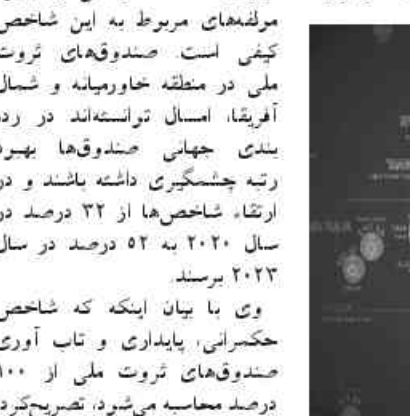 مولفه‌های مربوط به این شاخص
کیفی است. صندوق‌های ثروت
ملی در منطقه خاورمیانه و شمال
آفریقا، امسال توانسته‌اند در رده
بندی جهانی صندوق‌ها بهبود
رتبه چشمگیری داشته باشند و در
ارتقاء شاخص‌ها از ۳۲ درصد در
سال ۲۰۲۰ به ۵۲ درصد در سال
۲۰۲۳ برسند.
وی با بیان اینکه که شاخص
حکمرانی، پایداری و تاب آوری
صندوق‌های ثروت ملی از ۱۰۰
درصد محاسبه می‌شود، تصریح‌کرد: